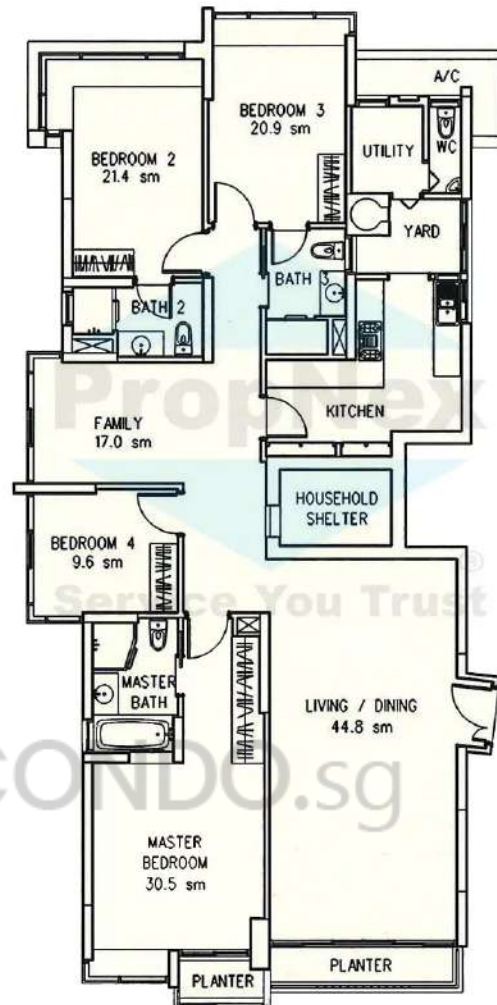 A/C
BEDROOM 3
20.9 sm
BEDROOM 2
21.4 sm
UTILITY
WC
YARD
BATH 3
BATH 2
PropNex
KITCHEN
FAMILY
17.0 sm
HOUSEHOLD
SHELTER
BEDROOM 4
9.6 sm
®
Service You Trust
MASTER
BATH
LIVING / DINING
44.8 sm
CONDO.sg
MASTER
BEDROOM
30.5 sm
PLANTER
PLANTER